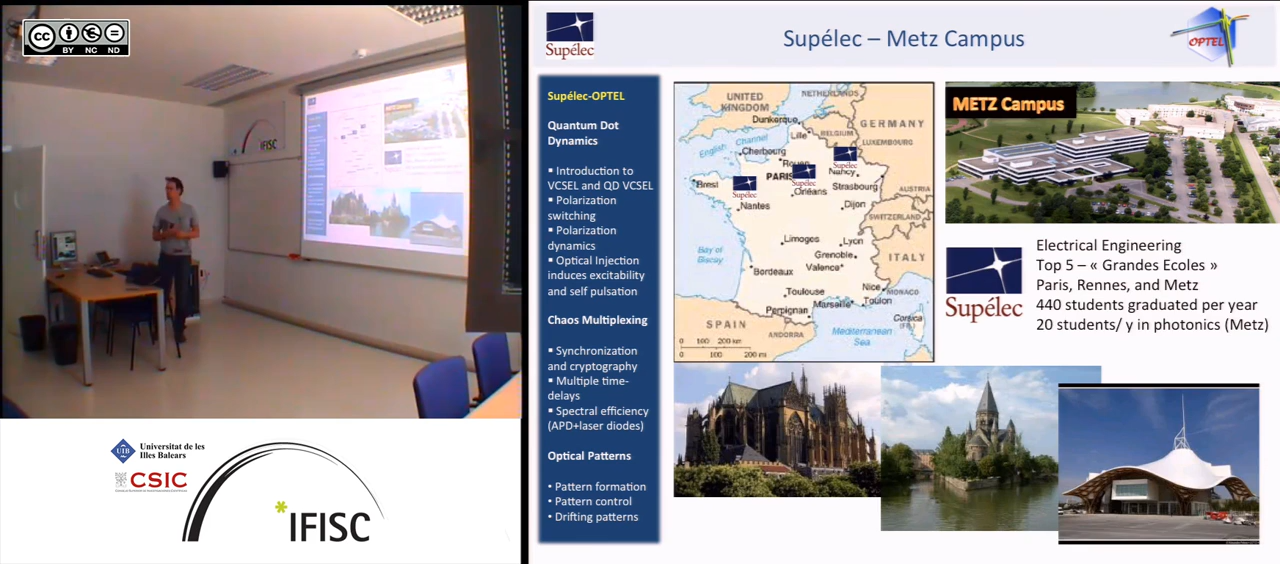 cc
BY NC ND
IFISC
Universitat de les
Illes Balears
UIB
CSIC
IFISC
Supélec
Supélec – Metz Campus
OPTEL
Supélec-OPTEL
Quantum Dot
Dynamics
▪ Introduction to
VCSEL and QD VCSEL
▪ Polarization
switching
▪ Polarization
dynamics
▪ Optical Injection
induces excitability
and self pulsation
Chaos Multiplexing
▪ Synchronization
and cryptography
▪ Multiple time-
delays
▪ Spectral efficiency
(APD+laser diodes)
Optical Patterns
• Pattern formation
• Pattern control
• Drifting patterns
UNITED
KINGDOM
NETHERLANDS
Dunkerque
Lille
BELGIUM
GERMANY
LUXEMBOURG
English Channel
Cherbourg
Rouen
Supélec
PARIS
Nancy
Brest
Supélec
Supélec
Strasbourg
Orléans
AUSTRIA
Nantes
Dijon
SWITZERLAND
Bay of
Biscay
Limoges
Lyon
Grenoble
Valence
ITALY
Bordeaux
Toulouse
Nice
MONACO
Marseille
Toulon
Perpignan
Corsica
(FR.)
SPAIN
ANDORRA
Mediterranean
Sea
0 100 200 km
0 100 200 mi
METZ Campus
Supélec
Electrical Engineering
Top 5 – « Grandes Ecoles »
Paris, Rennes, and Metz
440 students graduated per year
20 students/ y in photonics (Metz)